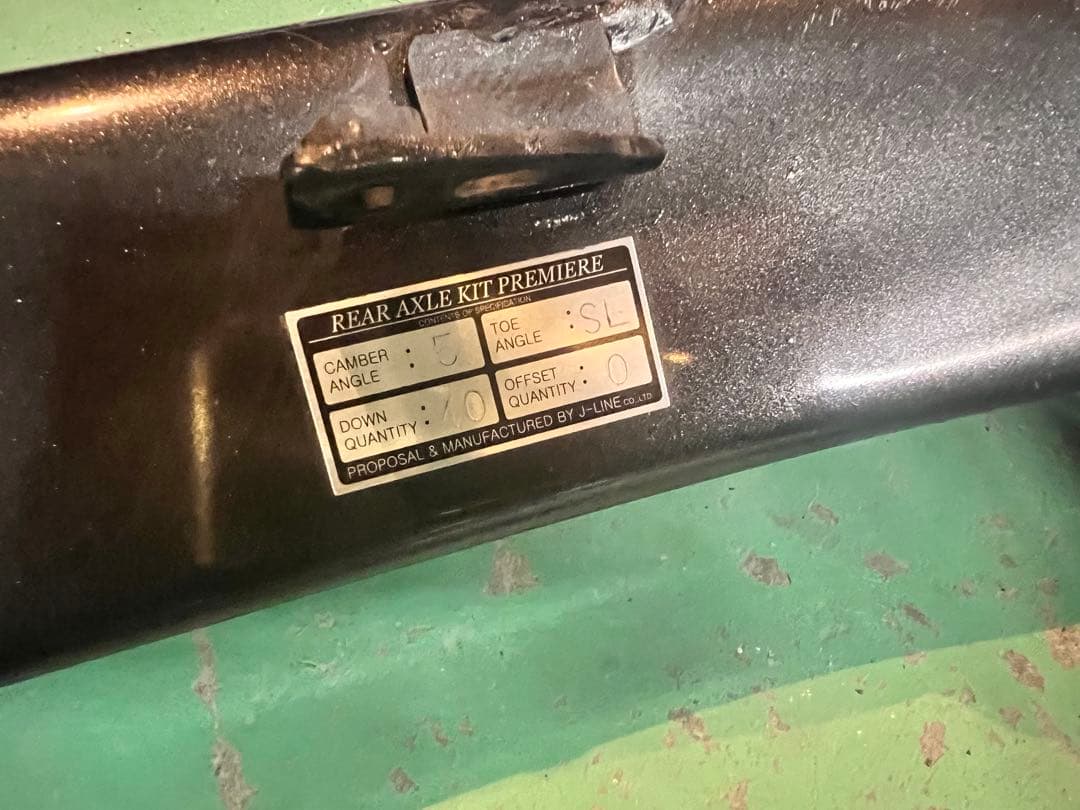 REAR AXLE KIT PREMIERE
CONTENTS OF SPECIFICATION
CAMBER ANGLE : 5
TOE ANGLE : SL
DOWN QUANTITY :
OFFSET QUANTITY : 0
PROPOSAL & MANUFACTURED BY J-LINE CO.,LTD